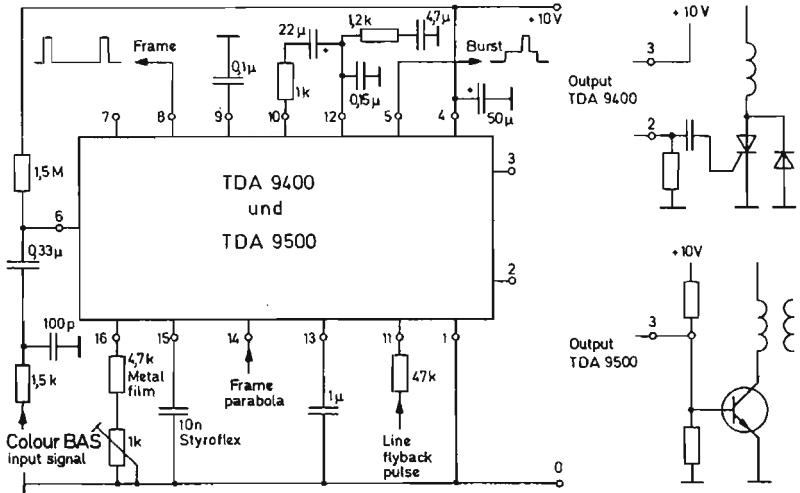 +10V
Frame
22μ
1,2k
4,7μ
Burst
+10V
3
Output
TDA 9400
0,1μ
1k
0,15μ
50μ
7
8
9
10
12
5
4
2
1,5M
3
TDA 9400
und
TDA 9500
6
0,33μ
2
+10V
100p
16
15
14
13
11
1
3
Output
TDA 9500
4,7k
Metal
film
Frame
parabola
1μ
47k
1,5k
10n
Styroflex
Colour BAS
input signal
1k
Line
flyback
pulse
0